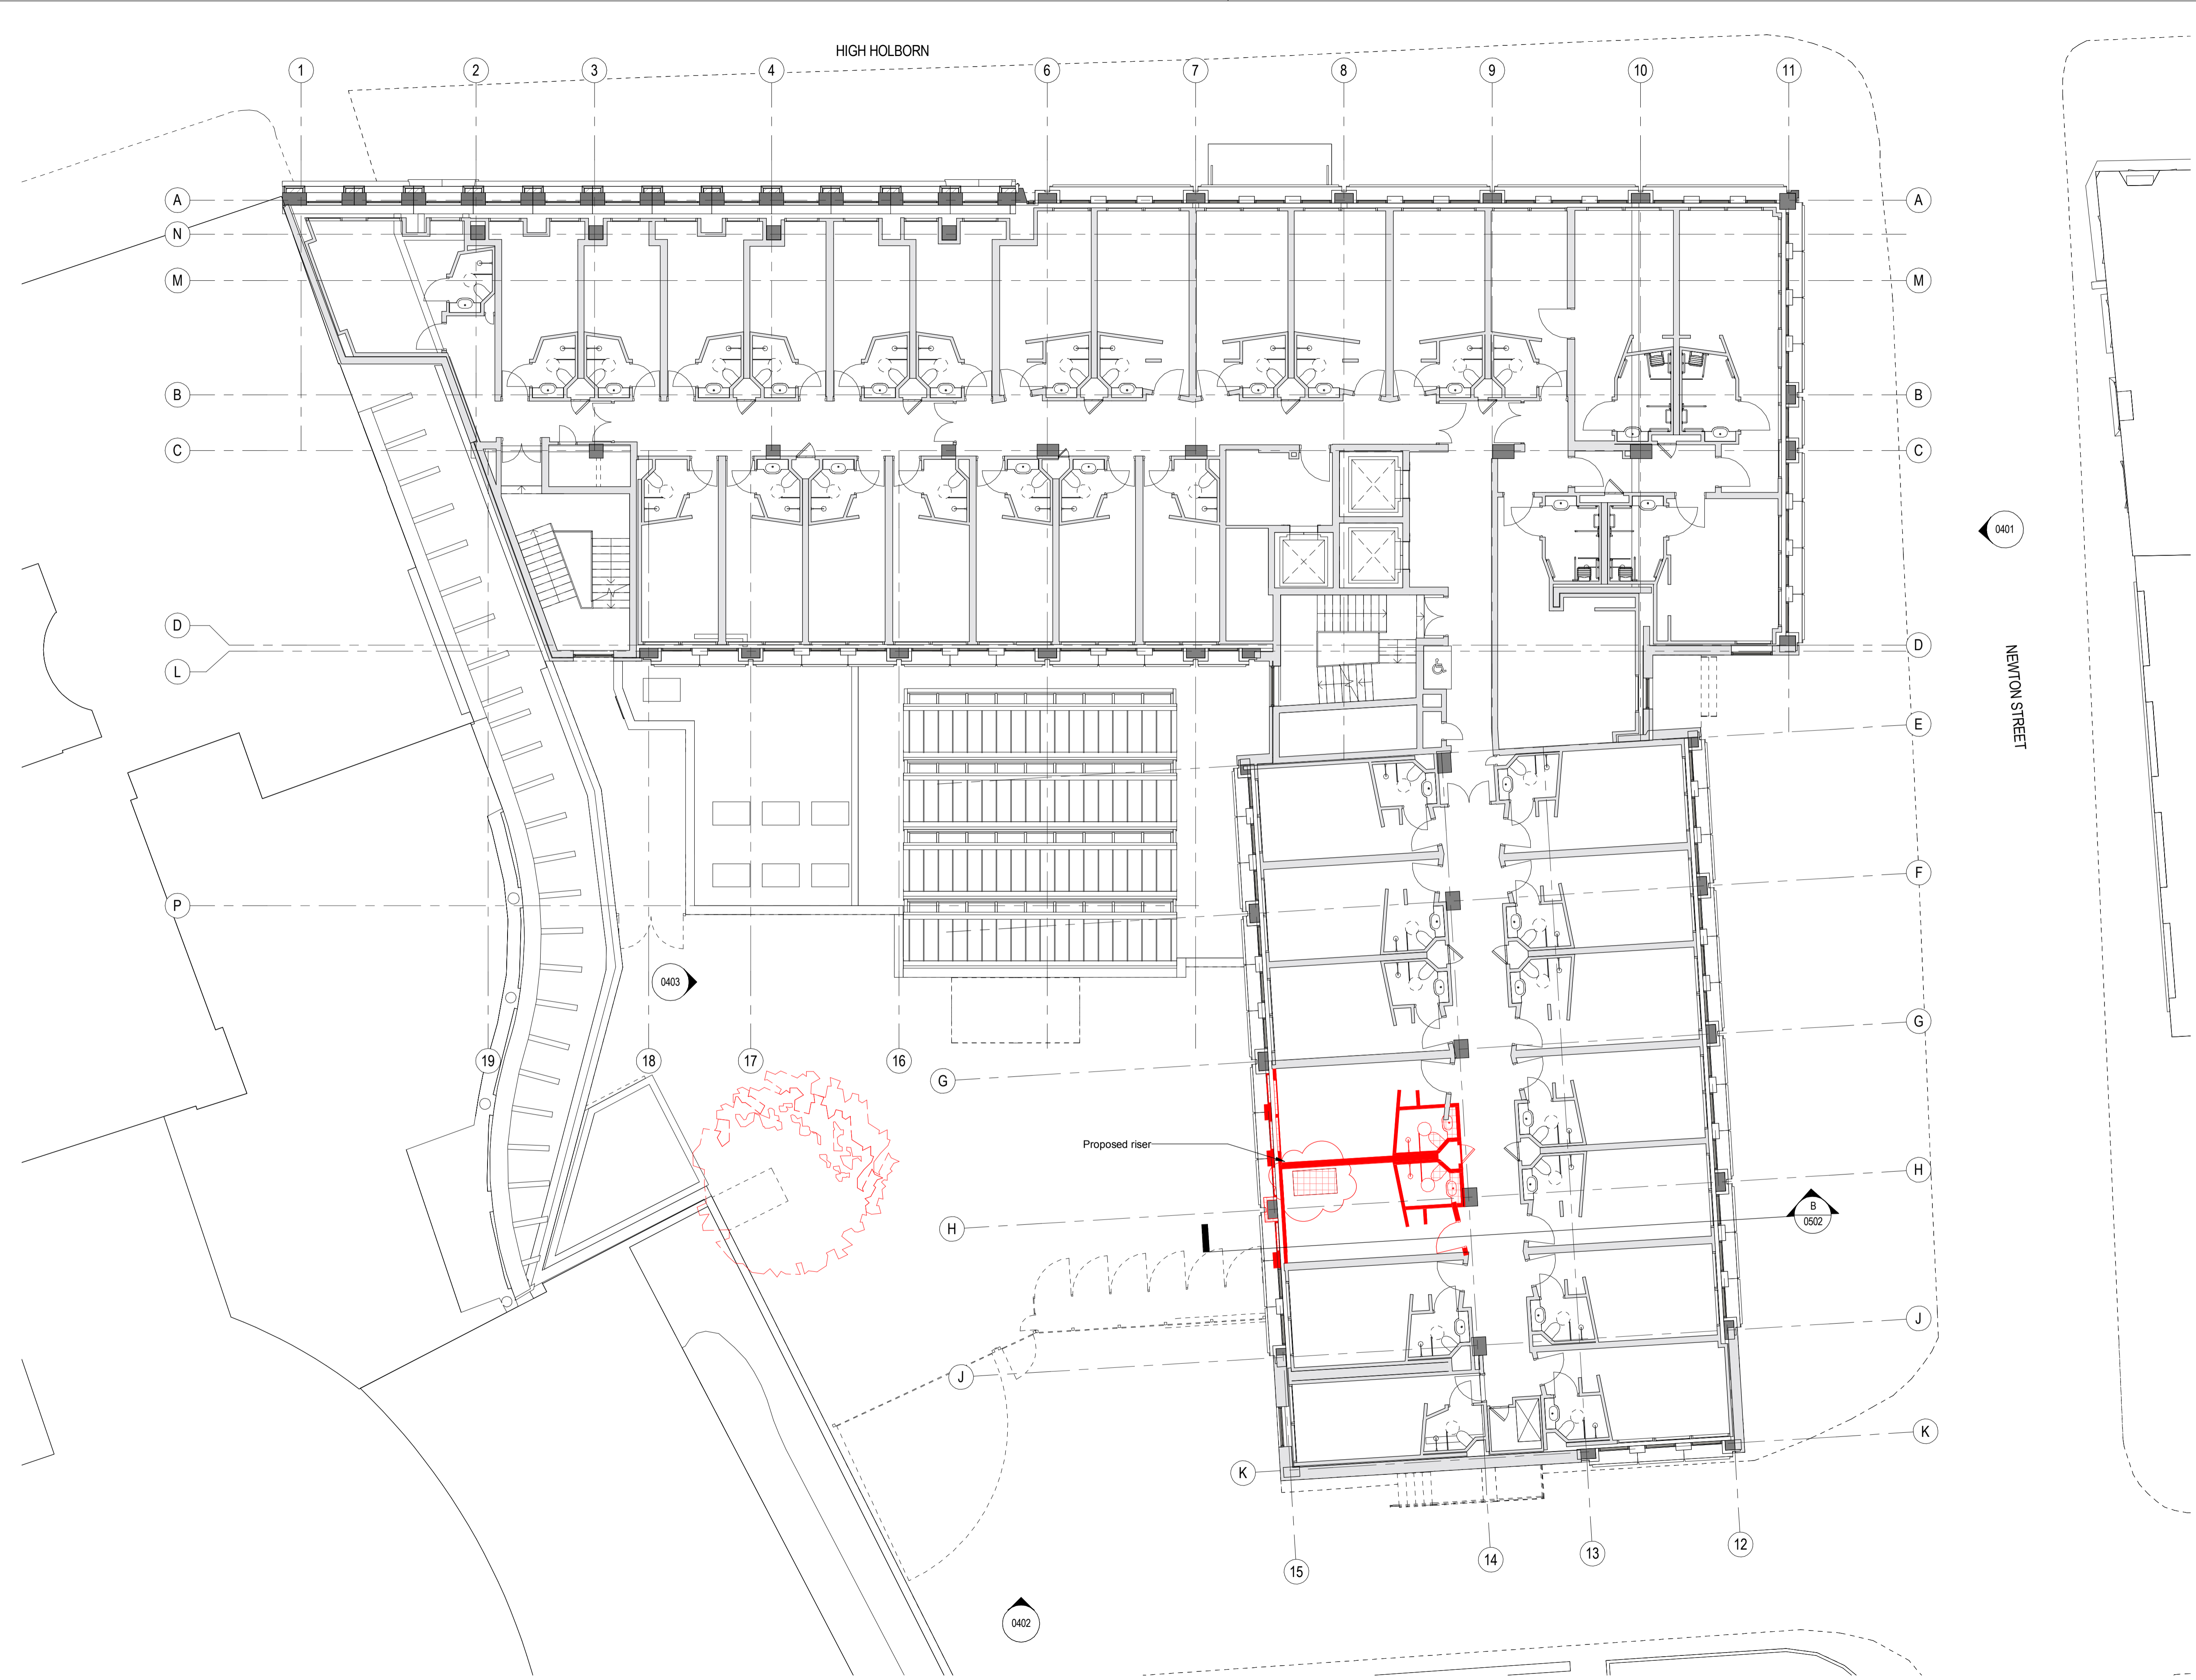 HIGH HOLBORN
1 2 3 4 6 7 8 9 10 11
A A
N
M M
B B
C C
0401
D D
L
NEWTON STREET
E
F
P
0403
G
19 18 17 16
G
Proposed riser
H
B
0502
H
J
J
K
K
12
13
14
15
0402